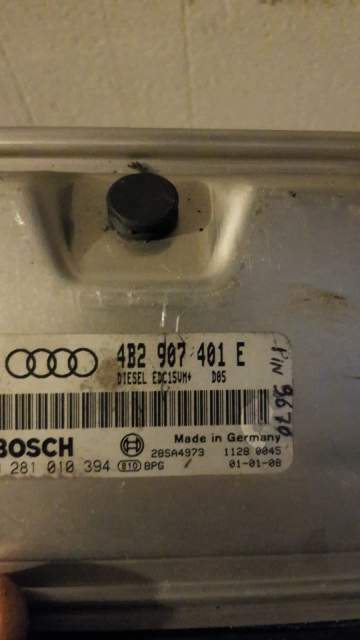 4B2 907 401 E
DIESEL EDC15VM+ D05
BOSCH
Made in Germany
281 010 394 810 BPG
28SA4973 1128 0045
01-01-08
PIN 9670